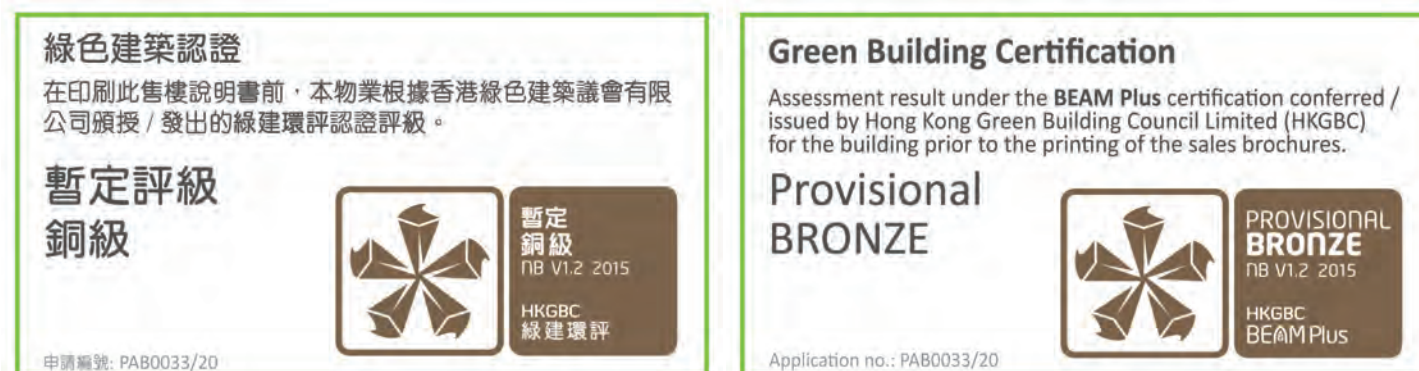 綠色建築認證
在印刷此售樓說明書前，本物業根據香港綠色建築議會有限
公司頒授 / 發出的綠建環評認證評級。
暫定評級
銅級
暫定
銅級
NB V1.2 2015
HKGBC
綠建環評
申請編號: PAB0033/20
Green Building Certification
Assessment result under the BEAM Plus certification conferred /
issued by Hong Kong Green Building Council Limited (HKGBC)
for the building prior to the printing of the sales brochures.
Provisional
BRONZE
PROVISIONAL
BRONZE
NB V1.2 2015
HKGBC
BEAM Plus
Application no.: PAB0033/20